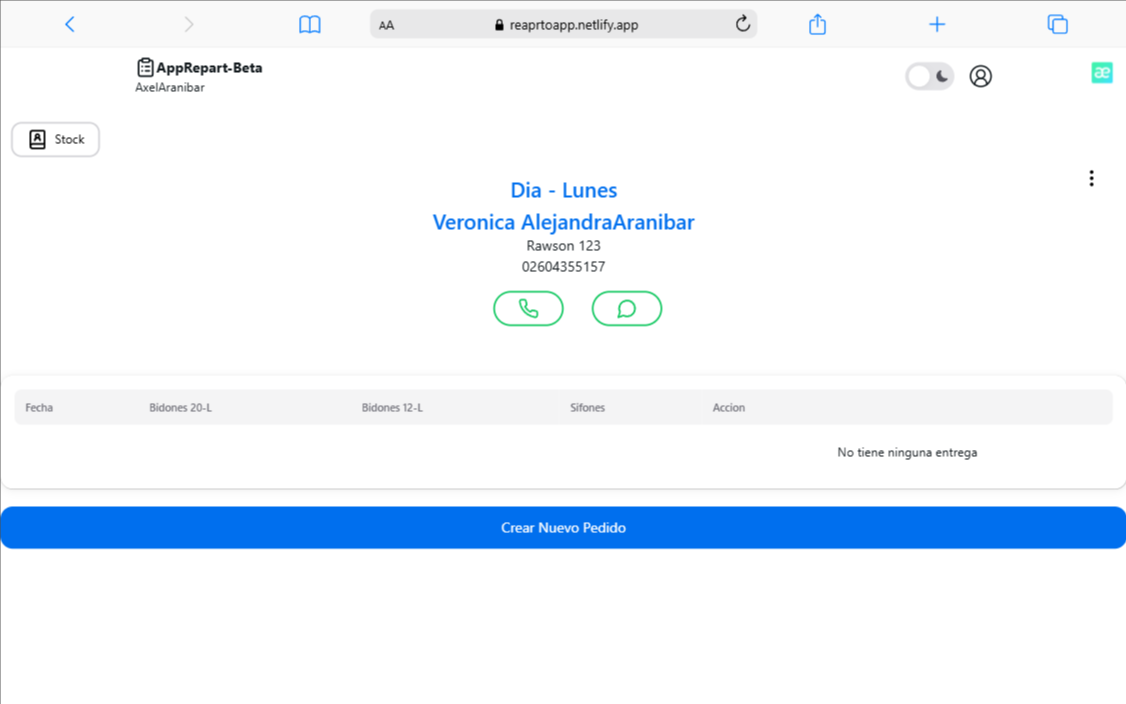 AA reaprtoapp.netlify.app
AppRepart-Beta
AxelAranibar
æ
Stock
Dia - Lunes
Veronica AlejandraAranibar
Rawson 123
02604355157
Fecha Bidones 20-L Bidones 12-L Sifones Accion
No tiene ninguna entrega
Crear Nuevo Pedido